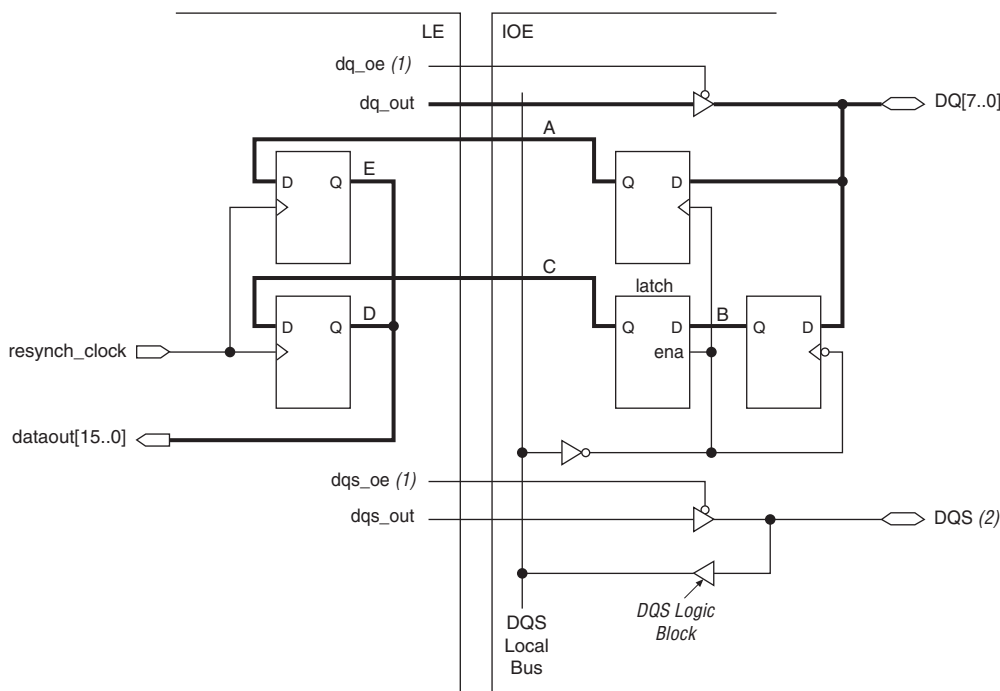 LE
IOE
dq_oe (1)
dq_out
DQ[7..0]
A
D Q
E
Q D
C
latch
D Q
D
Q D
B
Q D
ena
resynch_clock
dataout[15..0]
dqs_oe (1)
dqs_out
DQS (2)
DQS
Local
Bus
DQS Logic
Block